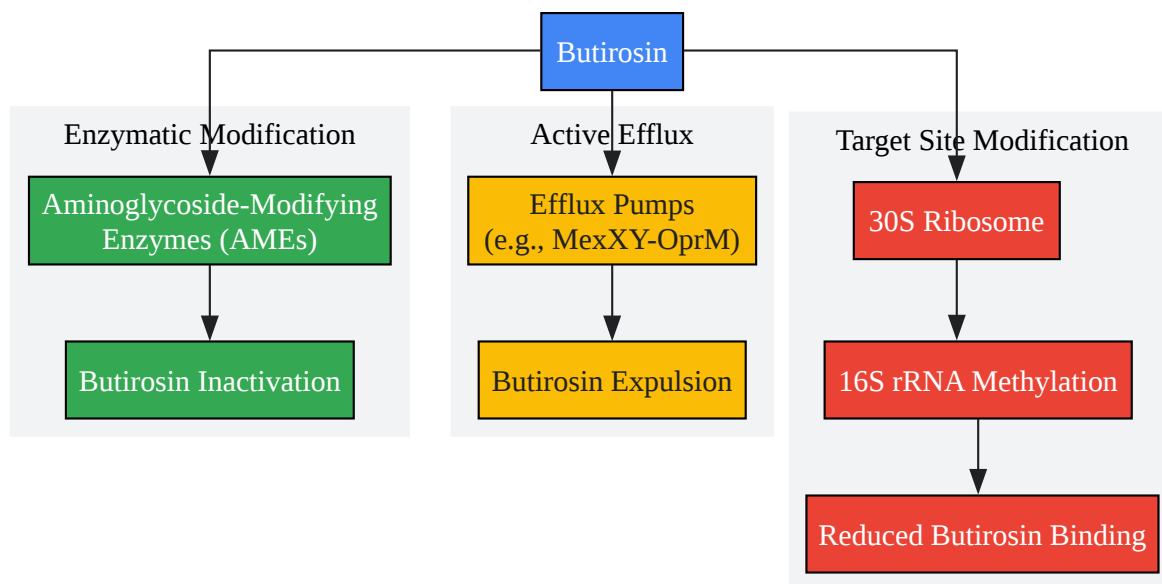 Butirosin
Enzymatic Modification
Aminoglycoside-Modifying
Enzymes (AMEs)
Butirosin Inactivation
Active Efflux
Efflux Pumps
(e.g., MexXY-OprM)
Butirosin Expulsion
Target Site Modification
30S Ribosome
16S rRNA Methylation
Reduced Butirosin Binding